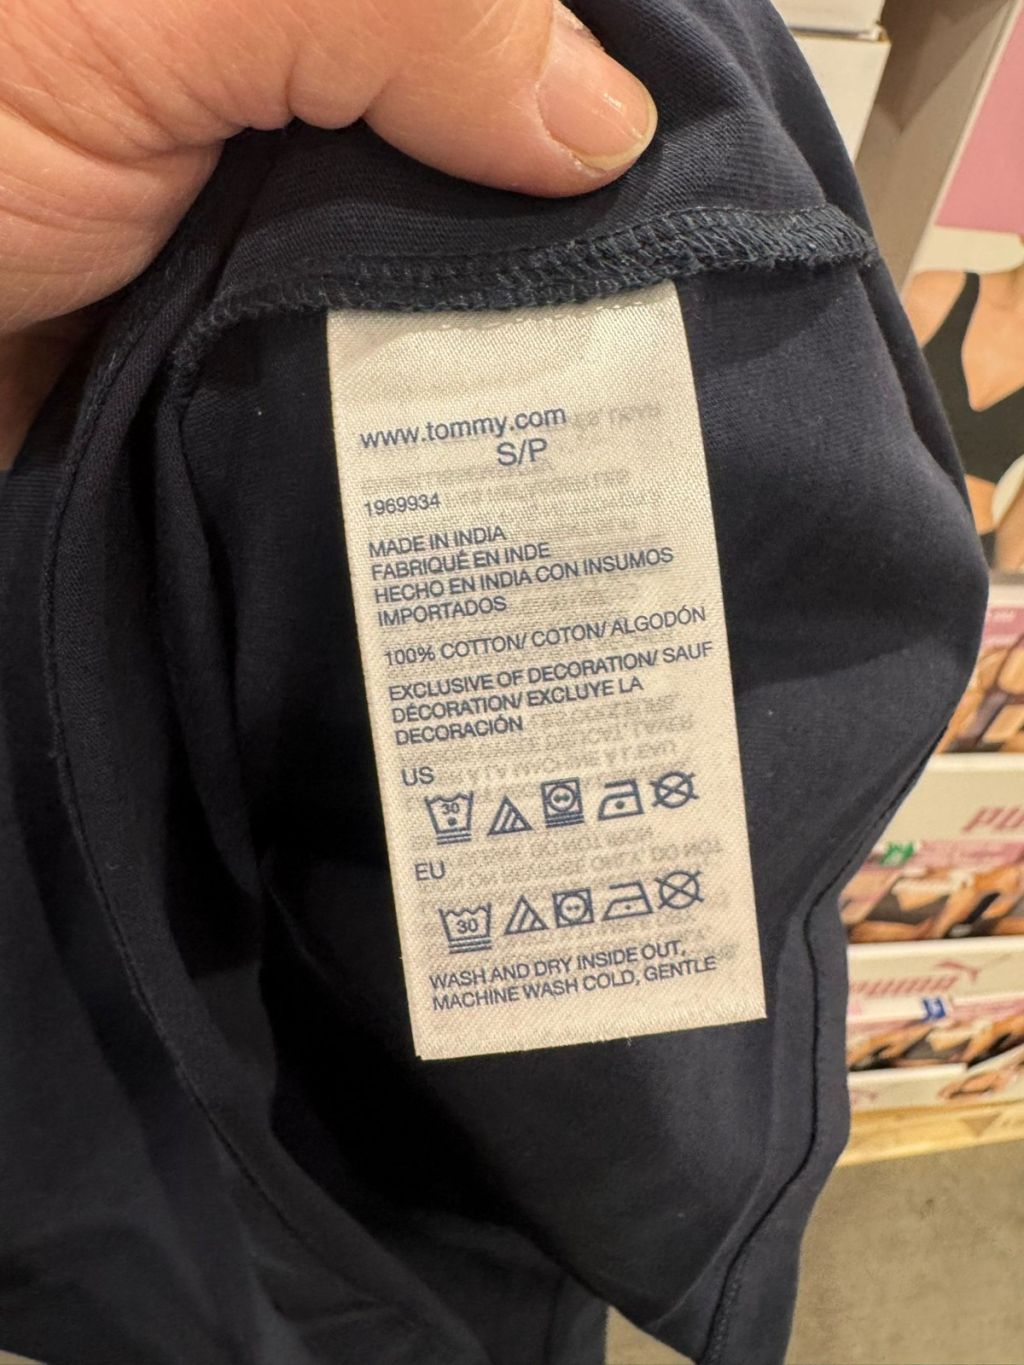 www.tommy.com
S/P
1969934
MADE IN INDIA
FABRIQUÉ EN INDE
HECHO EN INDIA CON INSUMOS
IMPORTADOS
100% COTTON/ COTON/ ALGODÓN
EXCLUSIVE OF DECORATION/ SAUF
DÉCORATION/ EXCLUYE LA
DECORACIÓN
US
30
EU
30
WASH AND DRY INSIDE OUT,
MACHINE WASH COLD, GENTLE
puma